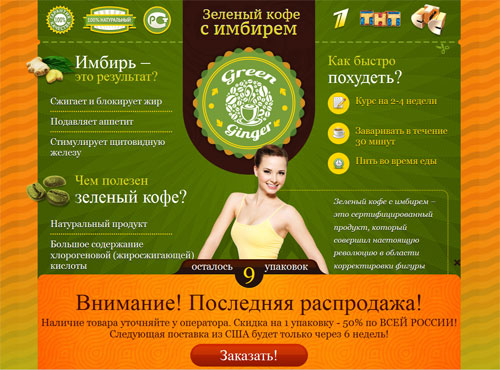 100% НАТУРАЛЬНЫЙ
РСТ
Зеленый кофе
с имбирем
ТНТ
СТС
Green
Ginger
Имбирь –
это результат?
Сжигает и блокирует жир
Подавляет аппетит
Стимулирует щитовидную
железу
Чем полезен
зеленый кофе?
Натуральный продукт
Большое содержание
хлорогеновой (жиросжигающей)
кислоты
Как быстро
похудеть?
Курс на 2-4 недели
Заваривать в течение
30 минут
Пить во время еды
Зеленый кофе с имбирем –
это сертифицированный
продукт, который
совершил настоящую
революцию в области
корректировки фигуры
осталось 9 упаковок
Внимание! Последняя распродажа!
Наличие товара уточняйте у оператора. Скидка на 1 упаковку - 50% по ВСЕЙ РОССИИ!
Следующая поставка из США будет только через 6 недель!
Заказать!